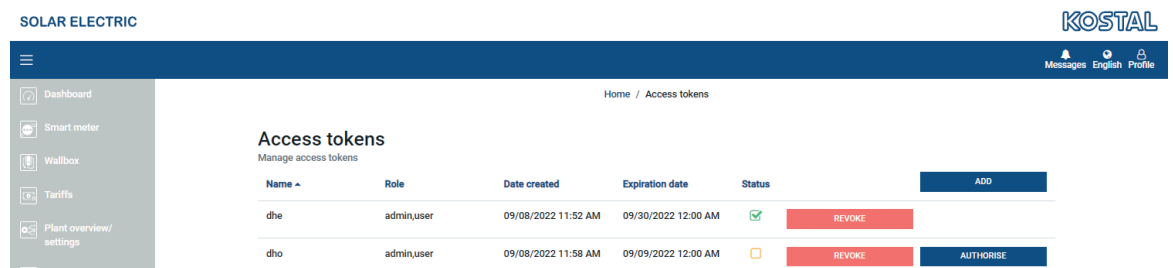 SOLAR ELECTRIC
KOSTAL
Messages English Profile
Dashboard
Smart meter
Wallbox
Tariffs
Plant overview/
settings
Home / Access tokens
Access tokens
Manage access tokens
Name Role Date created Expiration date Status ADD
dhe admin,user 09/08/2022 11:52 AM 09/30/2022 12:00 AM REVOKE
dho admin,user 09/08/2022 11:58 AM 09/09/2022 12:00 AM REVOKE AUTHORISE